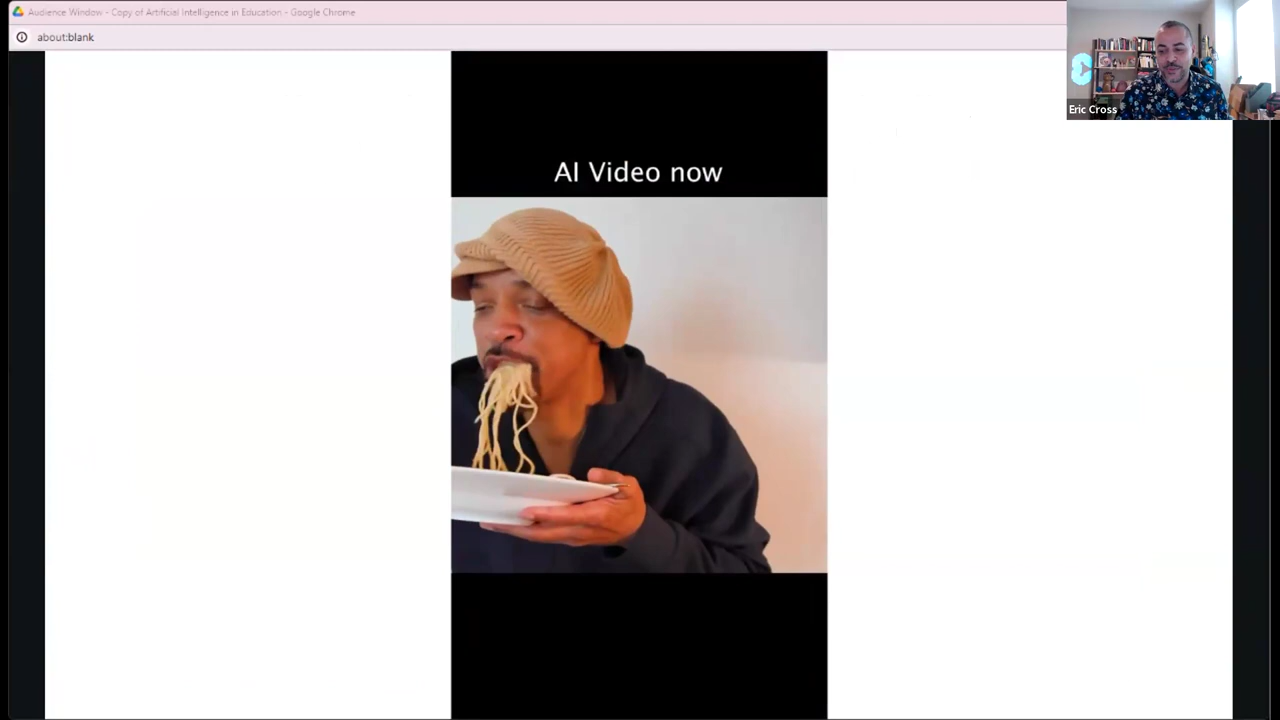 Audience Window - Copy of Artificial Intelligence in Education - Google Chrome
about:blank
AI Video now
Eric Cross